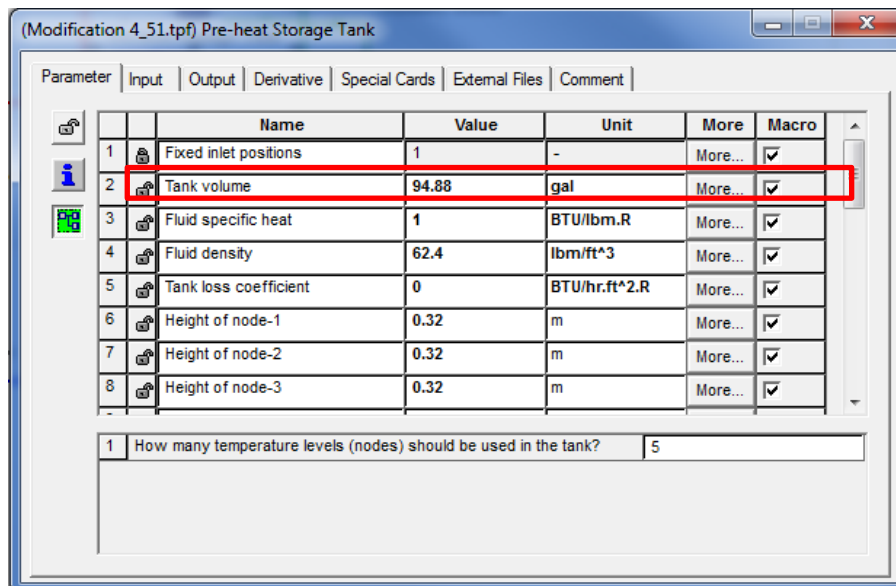 (Modification 4_51.tpf) Pre-heat Storage Tank
Parameter Input Output Derivative Special Cards External Files Comment
Name Value Unit More Macro
1 Fixed inlet positions 1 - More...
2 Tank volume 94.88 gal More...
3 Fluid specific heat 1 BTU/lbm.R More...
4 Fluid density 62.4 lbm/ft^3 More...
5 Tank loss coefficient 0 BTU/hr.ft^2.R More...
6 Height of node-1 0.32 m More...
7 Height of node-2 0.32 m More...
8 Height of node-3 0.32 m More...
1 How many temperature levels (nodes) should be used in the tank? 5